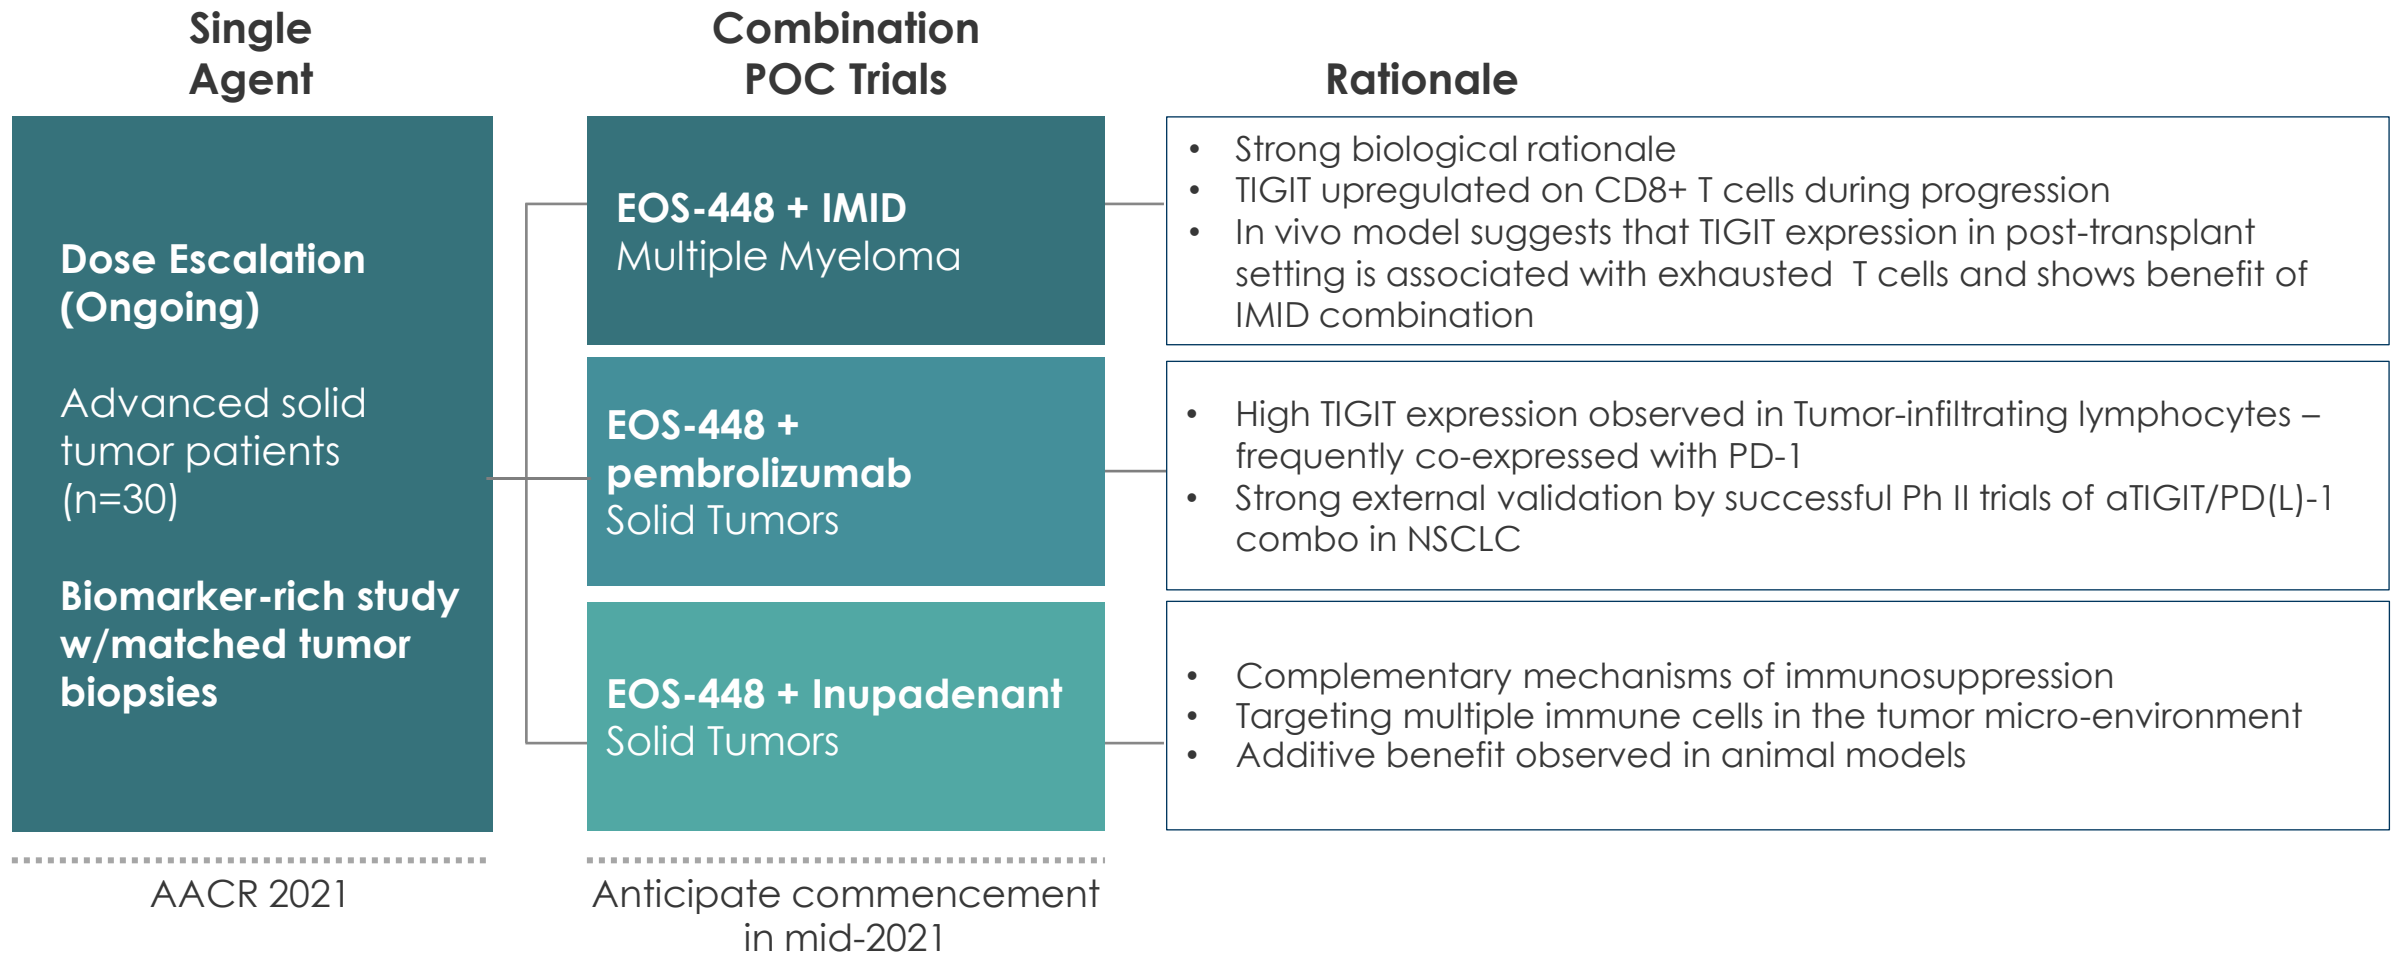 Single
Agent
Combination
POC Trials
Rationale
Dose Escalation
(Ongoing)
Advanced solid
tumor patients
(n=30)
Biomarker-rich study
w/matched tumor
biopsies
AACR 2021
EOS-448 + IMID
Multiple Myeloma
EOS-448 +
pembrolizumab
Solid Tumors
EOS-448 + Inupadenant
Solid Tumors
Anticipate commencement
in mid-2021
• Strong biological rationale
• TIGIT upregulated on CD8+ T cells during progression
• In vivo model suggests that TIGIT expression in post-transplant
setting is associated with exhausted T cells and shows benefit of
IMID combination
• High TIGIT expression observed in Tumor-infiltrating lymphocytes –
frequently co-expressed with PD-1
• Strong external validation by successful Ph II trials of aTIGIT/PD(L)-1
combo in NSCLC
• Complementary mechanisms of immunosuppression
• Targeting multiple immune cells in the tumor micro-environment
• Additive benefit observed in animal models